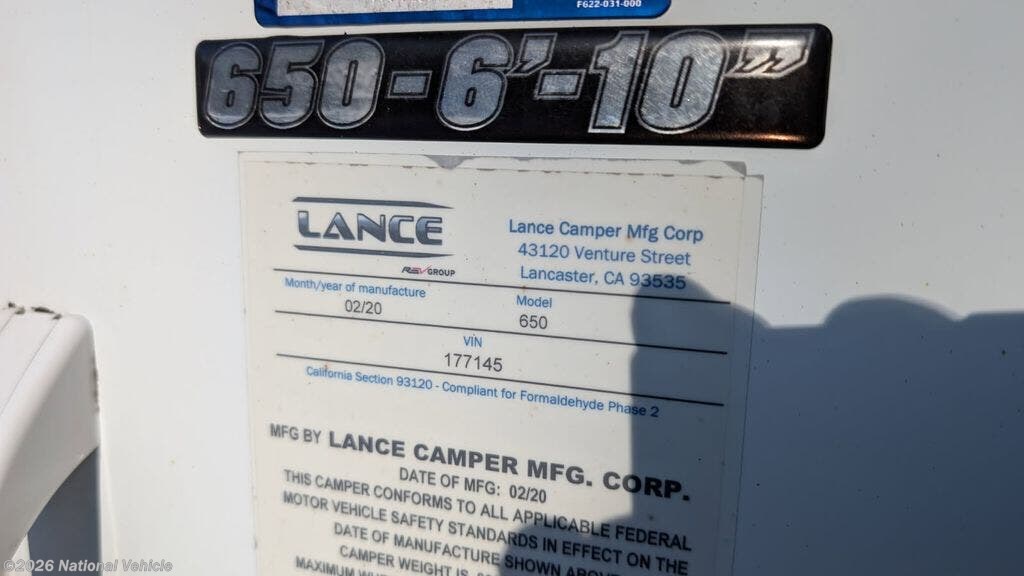 F622-031-000
650-6'-10"
LANCE
REV GROUP
Lance Camper Mfg Corp
43120 Venture Street
Lancaster, CA 93535
Month/year of manufacture
02/20
Model
650
VIN
177145
California Section 93120 - Compliant for Formaldehyde Phase 2
MFG BY LANCE CAMPER MFG. CORP.
DATE OF MFG: 02/20
THIS CAMPER CONFORMS TO ALL APPLICABLE FEDERAL
MOTOR VEHICLE SAFETY STANDARDS IN EFFECT ON THE
DATE OF MANUFACTURE SHOWN
CAMPER WEIGHT IS
MAXIMUM
©2026 National Vehicle